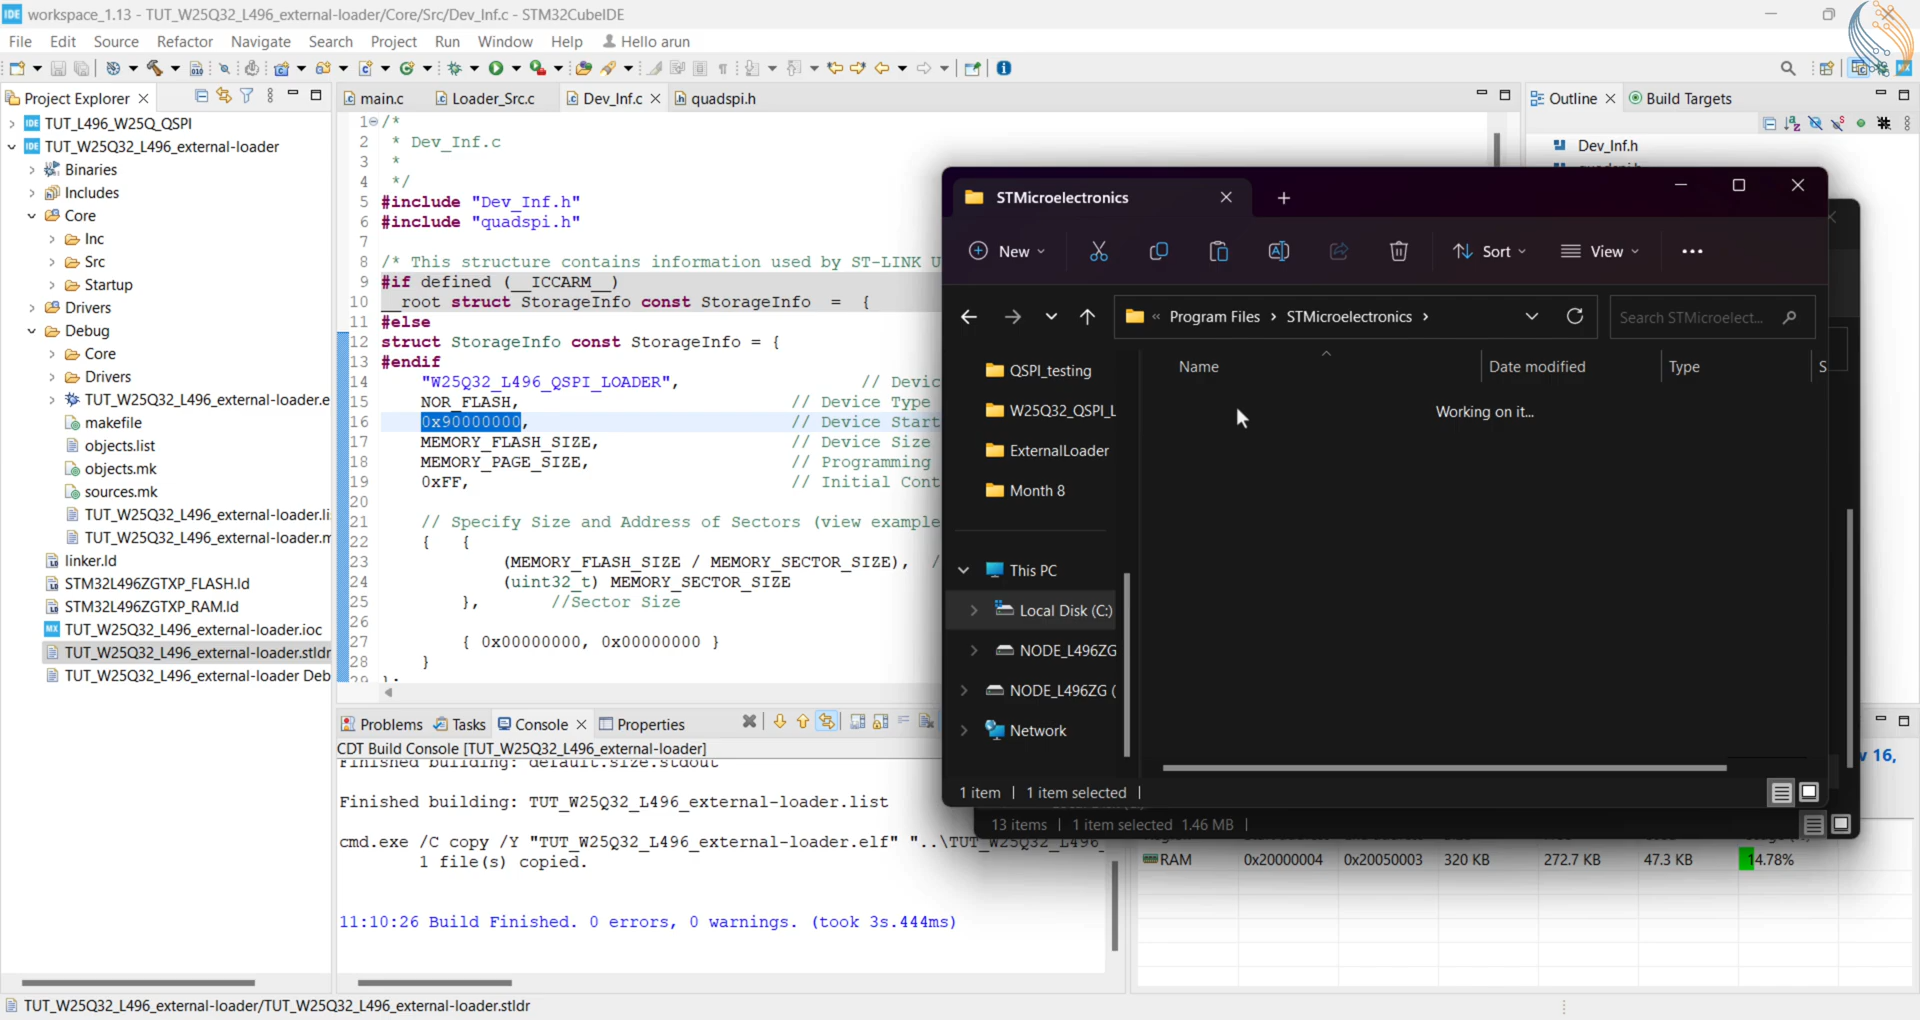 IDE workspace_1.13 - TUT_W25Q32_L496_external-loader/Core/Src/Dev_Inf.c - STM32CubeIDE
File Edit Source Refactor Navigate Search Project Run Window Help Hello arun
Project Explorer
IDE TUT_L496_W25Q_QSPI
IDE TUT_W25Q32_L496_external-loader
Binaries
Includes
Core
Inc
Src
Startup
Drivers
Debug
Core
Drivers
TUT_W25Q32_L496_external-loader.e
makefile
objects.list
objects.mk
sources.mk
TUT_W25Q32_L496_external-loader.li
TUT_W25Q32_L496_external-loader.m
linker.ld
STM32L496ZGTXP_FLASH.ld
STM32L496ZGTXP_RAM.ld
MX TUT_W25Q32_L496_external-loader.ioc
TUT_W25Q32_L496_external-loader.stldr
TUT_W25Q32_L496_external-loader Deb
main.c Loader_Src.c Dev_Inf.c quadspi.h
1 /*
2 * Dev_Inf.c
3 *
4 */
5 #include "Dev_Inf.h"
6 #include "quadspi.h"
7
8 /* This structure contains information used by ST-LINK U
9 #if defined (__ICCARM__)
10 __root struct StorageInfo const StorageInfo = {
11 #else
12 struct StorageInfo const StorageInfo = {
13 #endif
14 "W25Q32_L496_QSPI_LOADER", // Devic
15 NOR_FLASH, // Device Type
16 0x90000000, // Device Start
17 MEMORY_FLASH_SIZE, // Device Size
18 MEMORY_PAGE_SIZE, // Programming
19 0xFF, // Initial Cont
20
21 // Specify Size and Address of Sectors (view example
22 { {
23 (MEMORY_FLASH_SIZE / MEMORY_SECTOR_SIZE), /
24 (uint32_t) MEMORY_SECTOR_SIZE
25 }, //Sector Size
26
27 { 0x00000000, 0x00000000 }
28 }
29 };
Outline Build Targets
Dev_Inf.h
STMicroelectronics
New Sort View
« Program Files > STMicroelectronics >
Search STMicroelect...
Name Date modified Type S
Working on it...
QSPI_testing
W25Q32_QSPI_L
ExternalLoader
Month 8
This PC
Local Disk (C:)
NODE_L496ZG
NODE_L496ZG (
Network
1 item 1 item selected
13 items 1 item selected 1.46 MB
Problems Tasks Console Properties
CDT Build Console [TUT_W25Q32_L496_external-loader]
Finished building: default.size.stdout
Finished building: TUT_W25Q32_L496_external-loader.list
cmd.exe /C copy /Y "TUT_W25Q32_L496_external-loader.elf" "..\TUT_W25Q32_L496_
1 file(s) copied.
11:10:26 Build Finished. 0 errors, 0 warnings. (took 3s.444ms)
v 16,
RAM 0x20000004 0x20050003 320 KB 272.7 KB 47.3 KB 14.78%
TUT_W25Q32_L496_external-loader/TUT_W25Q32_L496_external-loader.stldr